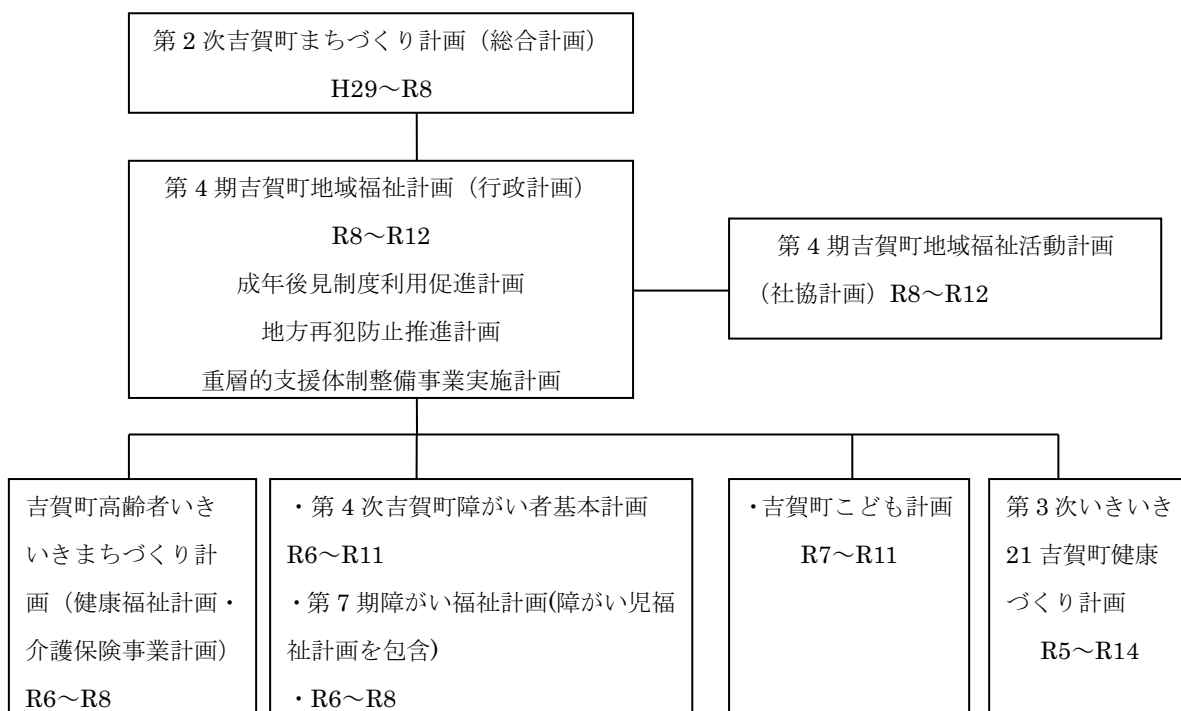 第2次吉賀町まちづくり計画（総合計画）
H29～R8
第4期吉賀町地域福祉計画（行政計画）
R8～R12
成年後見制度利用促進計画
地方再犯防止推進計画
重層的支援体制整備事業実施計画
第4期吉賀町地域福祉活動計画
（社協計画）R8～R12
吉賀町高齢者いき
いきまちづくり計
画（健康福祉計画・
介護保険事業計画）
R6～R8
・第4次吉賀町障がい者基本計画
R6～R11
・第7期障がい福祉計画(障がい児福
祉計画を包含)
・R6～R8
・吉賀町こども計画
R7～R11
第3次いきいき
21吉賀町健康
づくり計画
R5～R14